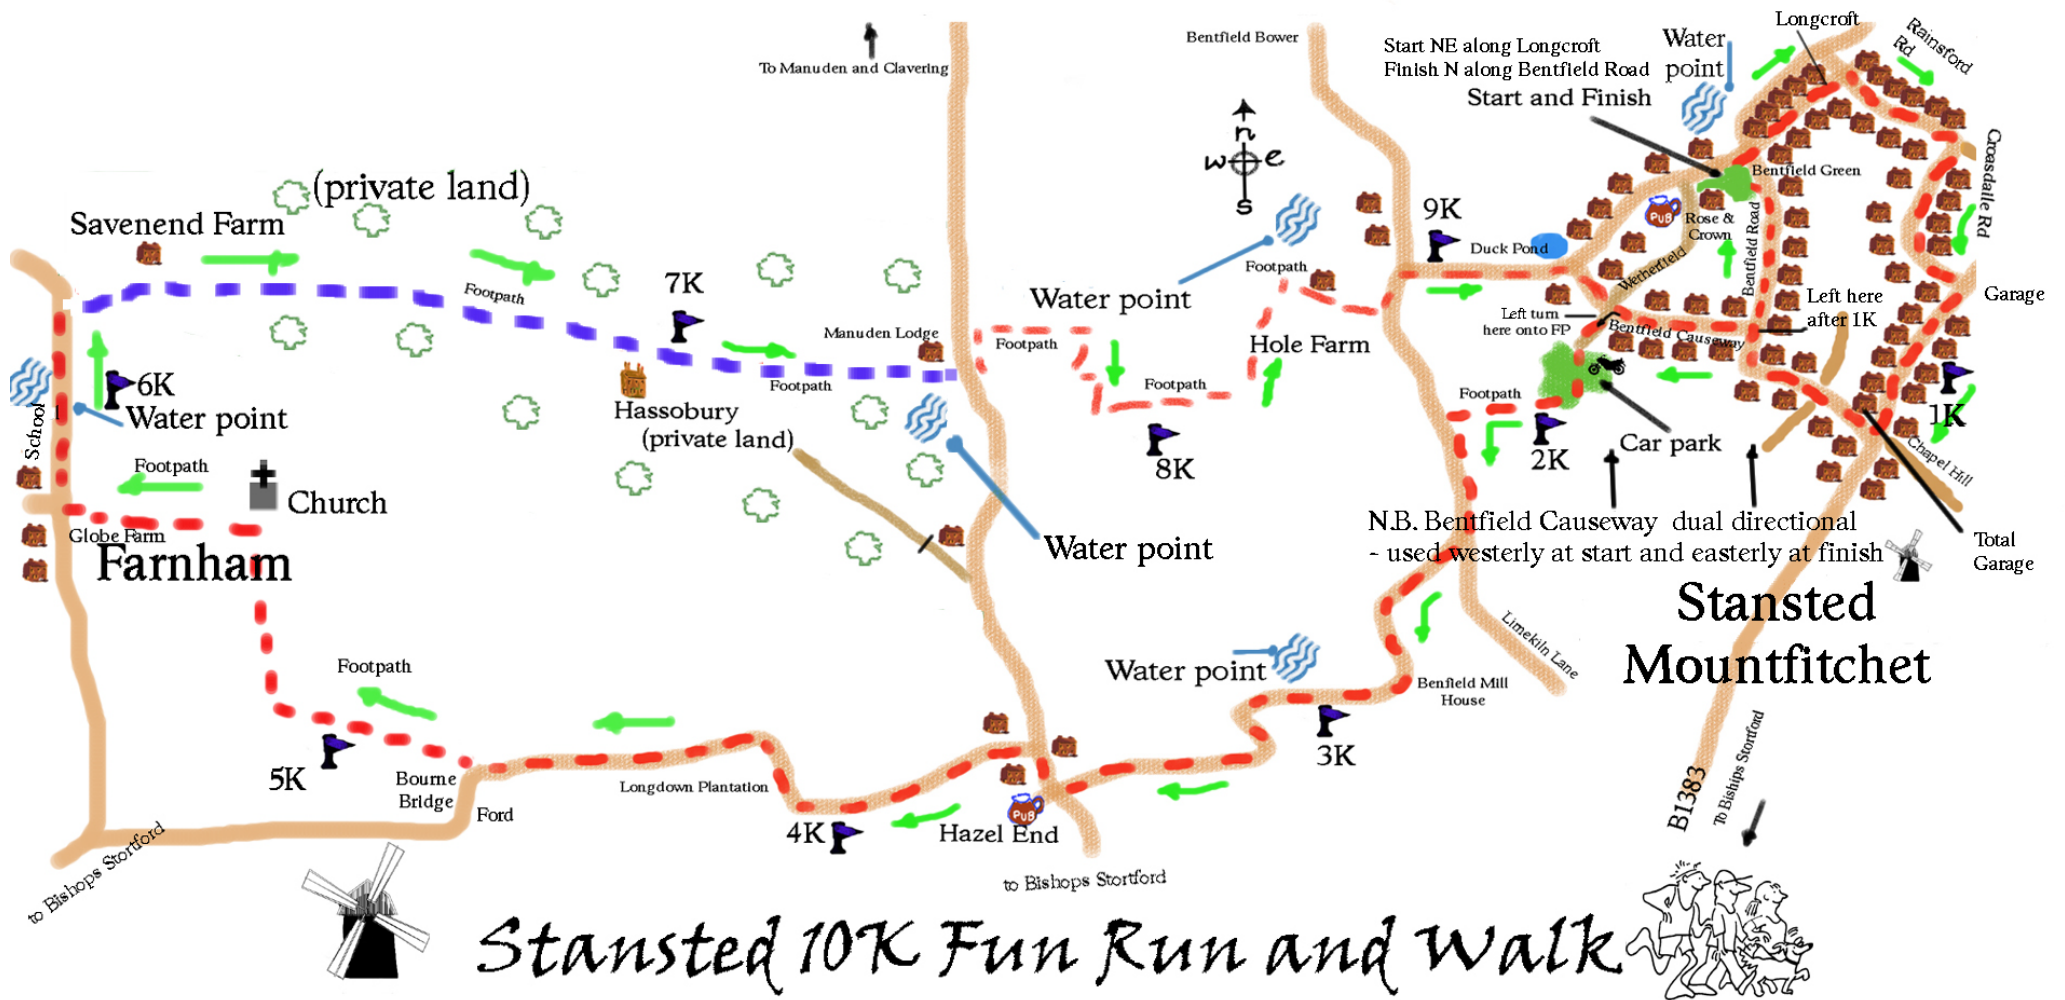 Longcroft
Rainsford
Rd
Bentfield Bower
Start NE along Longcroft
Finish N along Bentfield Road
Start and Finish
Water
point
To Manuden and Clavering
n
w e
s
Croasdale Rd
(private land)
Savenend Farm
Bentfield Green
PUB
Rose &
Crown
Bentfield Road
Wetherfield
9K
Duck Pond
Footpath
Water point
Footpath
7K
Manuden Lodge
Footpath
Hole Farm
Left turn
here onto FP
Bentfield Causeway
Left here
after 1K
Garage
6K
Water point
School
Footpath
Hassobury
(private land)
Footpath
8K
Footpath
2K
Car park
1K
Chapel Hill
Footpath
Church
Globe Farm
Farnham
Water point
N.B. Bentfield Causeway dual directional
- used westerly at start and easterly at finish
Total
Garage
Stansted
Mountfitchet
Limekiln Lane
Water point
Benfield Mill
House
3K
Footpath
5K
Bourne
Bridge
Ford
Longdown Plantation
4K
PUB
Hazel End
B1383
To Biships Stortford
to Bishops Stortford
to Bishops Stortford
Stansted 10K Fun Run and Walk